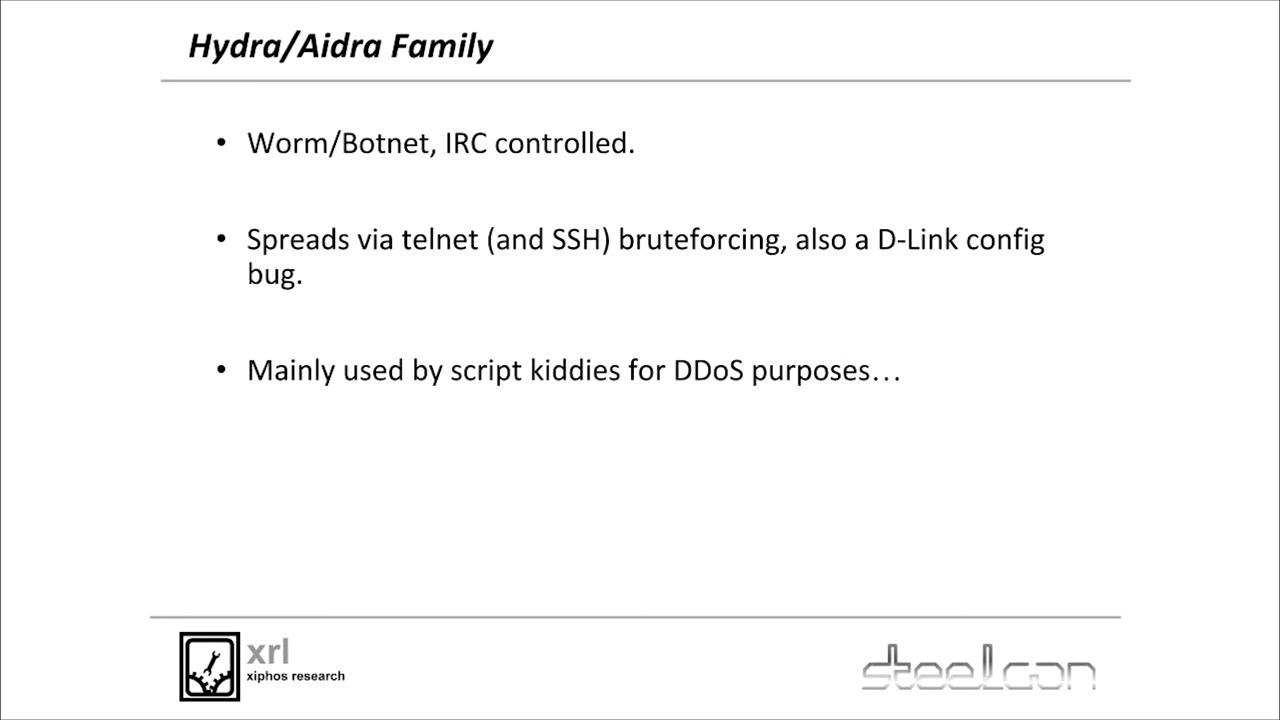 Hydra/Aidra Family
• Worm/Botnet, IRC controlled.
• Spreads via telnet (and SSH) bruteforcing, also a D-Link config
bug.
• Mainly used by script kiddies for DDoS purposes…
xrl
xiphos research
steelcon